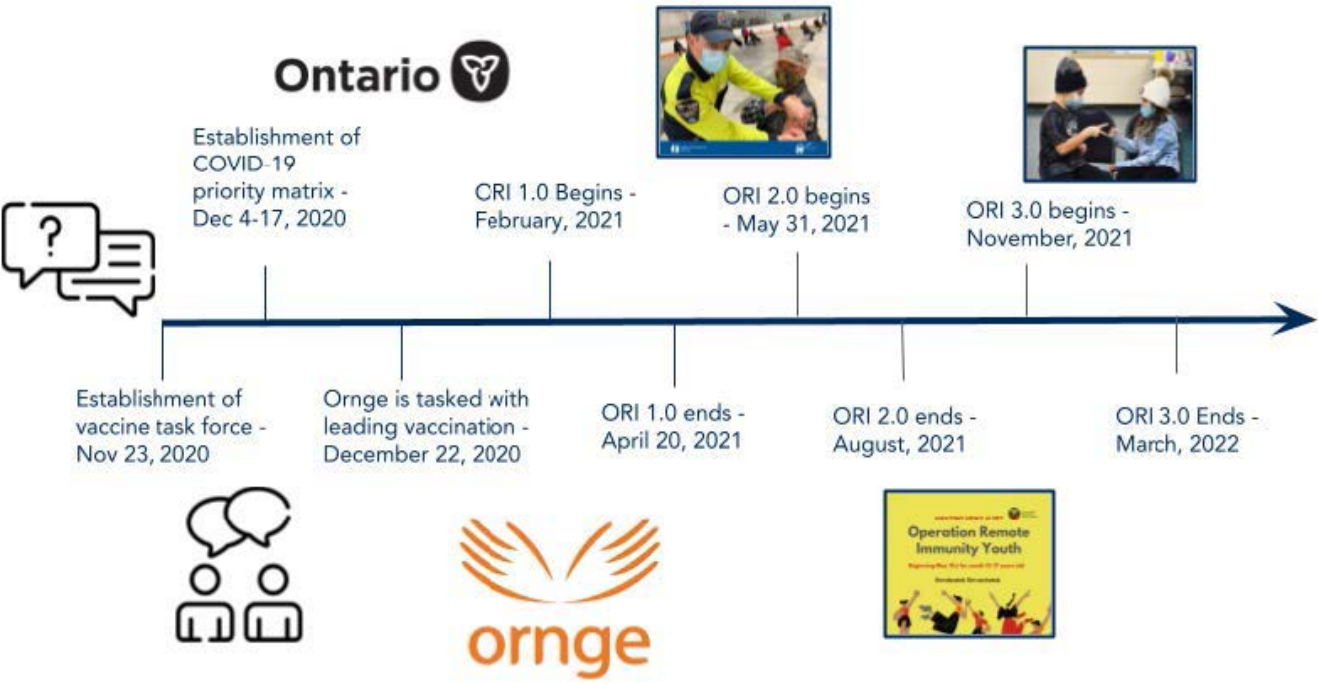 Ontario
Establishment of
COVID-19
priority matrix -
Dec 4-17, 2020
CRI 1.0 Begins -
February, 2021
ORI 2.0 begins
- May 31, 2021
ORI 3.0 begins -
November, 2021
?
Establishment of
vaccine task force -
Nov 23, 2020
Ornge is tasked with
leading vaccination -
December 22, 2020
ORI 1.0 ends -
April 20, 2021
ORI 2.0 ends -
August, 2021
ORI 3.0 Ends -
March, 2022
ornge
Operation Remote
Immunity Youth